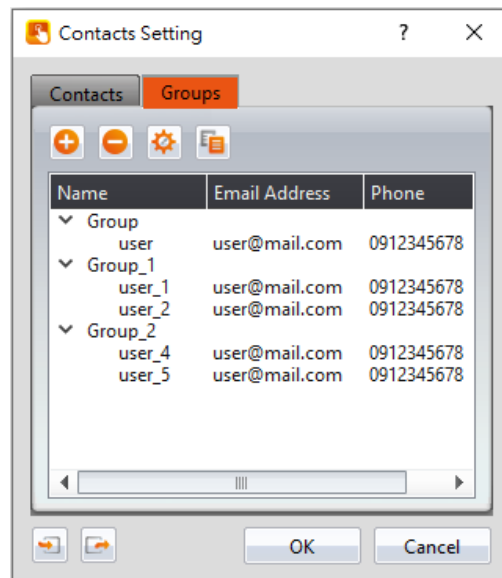 Contacts Setting ? 
Contacts Groups
Name Email Address Phone
Group
user user@mail.com 0912345678
Group_1
user_1 user@mail.com 0912345678
user_2 user@mail.com 0912345678
Group_2
user_4 user@mail.com 0912345678
user_5 user@mail.com 0912345678
OK Cancel